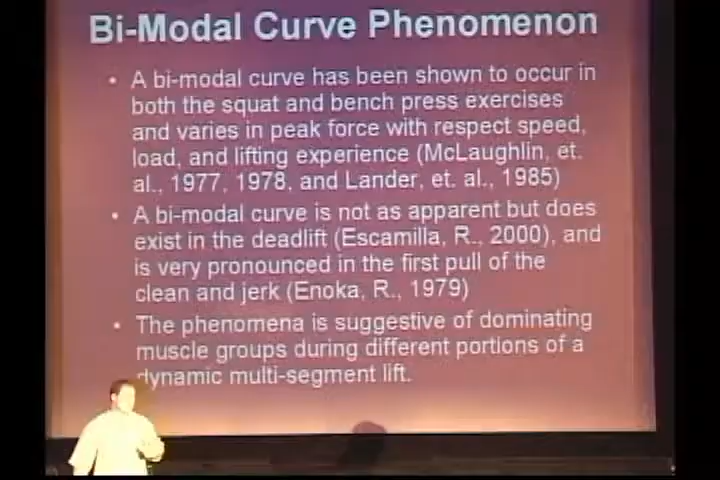 Bi-Modal Curve Phenomenon
• A bi-modal curve has been shown to occur in
both the squat and bench press exercises
and varies in peak force with respect speed,
load, and lifting experience (McLaughlin, et.
al., 1977, 1978, and Lander, et. al., 1985)
• A bi-modal curve is not as apparent but does
exist in the deadlift (Escamilla, R., 2000), and
is very pronounced in the first pull of the
clean and jerk (Enoka, R., 1979)
• The phenomena is suggestive of dominating
muscle groups during different portions of a
dynamic multi-segment lift.